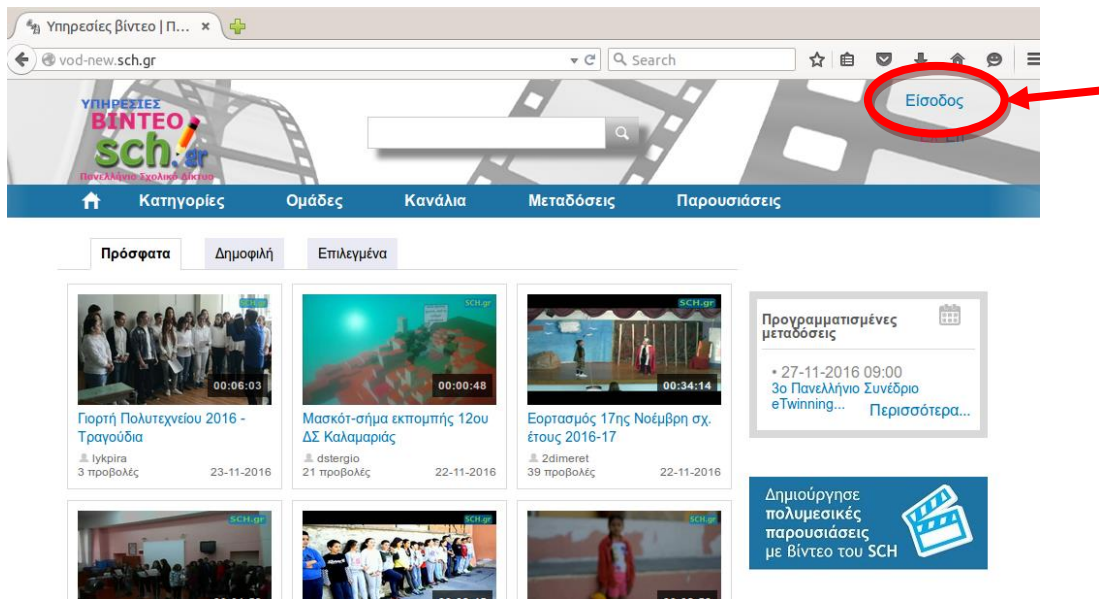 Υπηρεσίες βίντεο | Π...
vod-new.sch.gr
Search
ΥΠΗΡΕΣΙΕΣ
ΒΙΝΤΕΟ
sch.gr
Πανελλήνιο Σχολικό Δίκτυο
Είσοδος
Κατηγορίες Ομάδες Κανάλια Μεταδόσεις Παρουσιάσεις
Πρόσφατα Δημοφιλή Επιλεγμένα
SCH.gr
00:06:03
Γιορτή Πολυτεχνείου 2016 -
Τραγούδια
lykpira
3 προβολές 23-11-2016
SCH.gr
00:00:48
Μασκότ-σήμα εκπομπής 12ου
ΔΣ Καλαμαριάς
dstergio
21 προβολές 22-11-2016
SCH.gr
00:34:14
Εορτασμός 17ης Νοέμβρη σχ.
έτους 2016-17
2dimeret
39 προβολές 22-11-2016
Προγραμματισμένες
μεταδόσεις
• 27-11-2016 09:00
3ο Πανελλήνιο Συνέδριο
eTwinning... Περισσότερα...
SCH.gr
SCH.gr
SCH.gr
Δημιούργησε
πολυμεσικές
παρουσιάσεις
με βίντεο του SCH